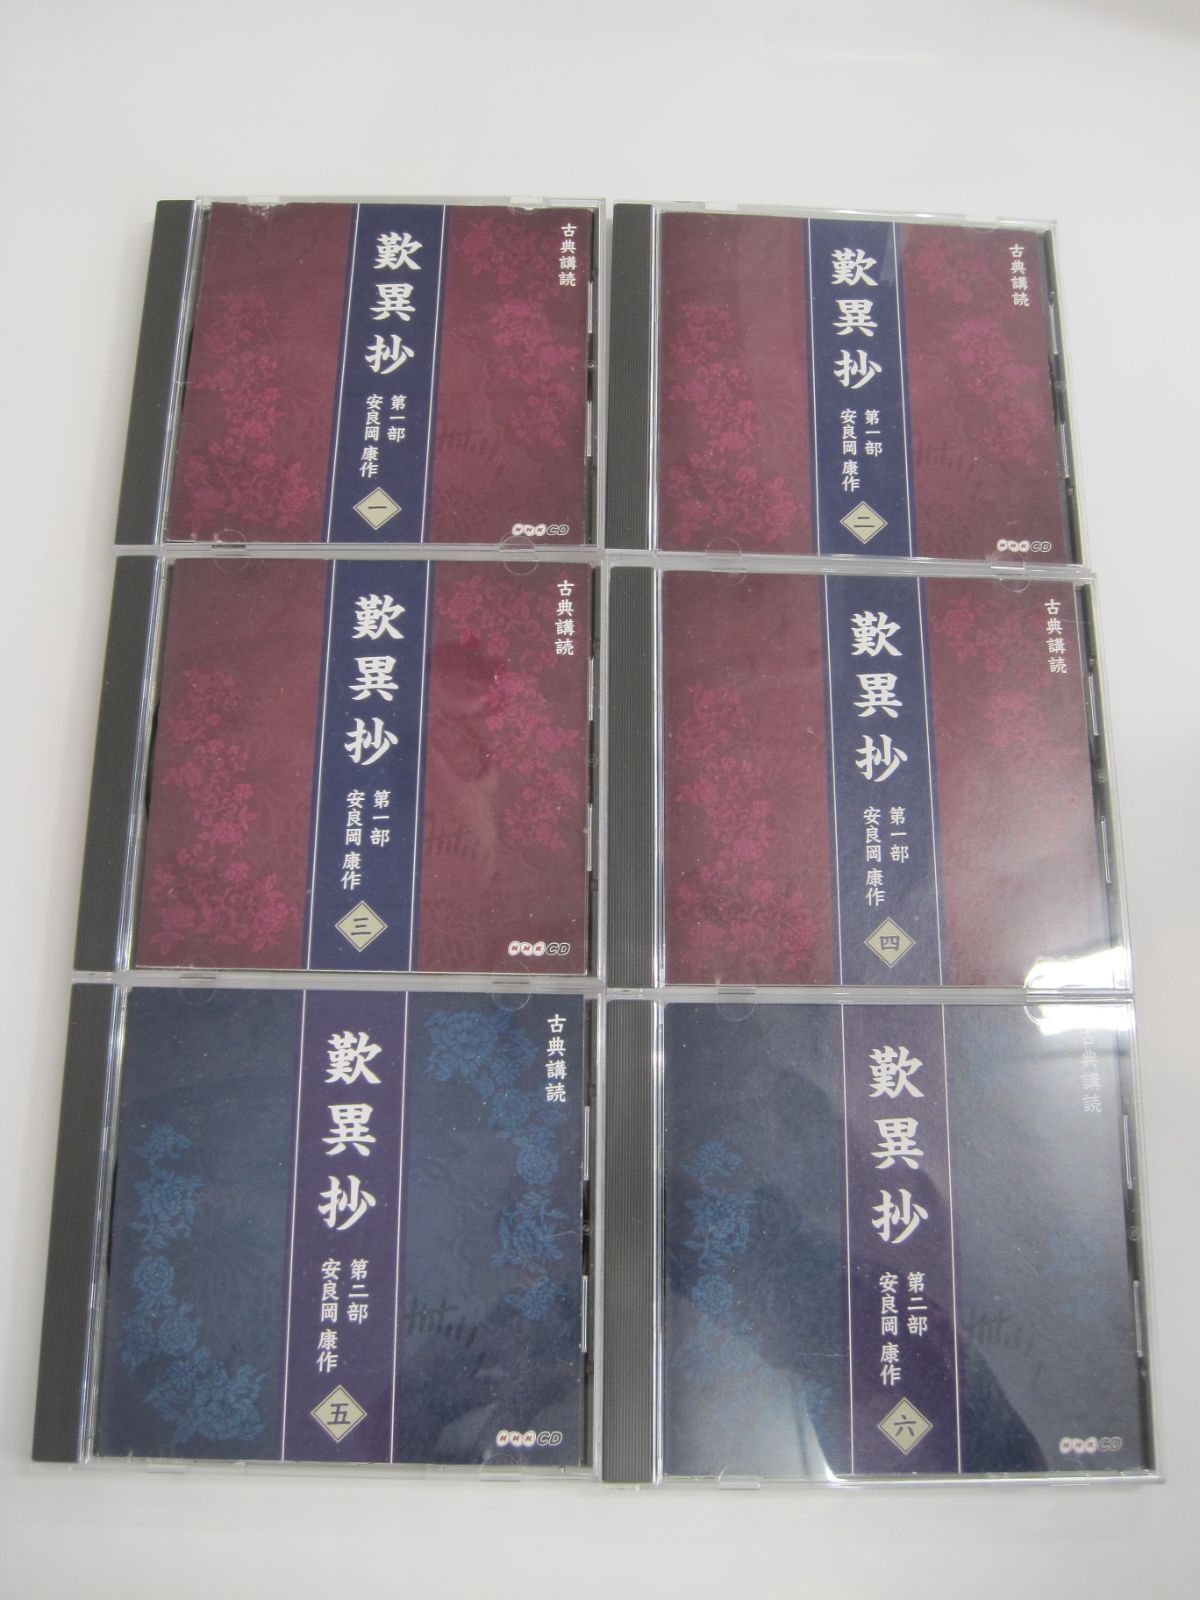 古典講読
歎異抄
第一部
安良岡 康作
一
NHK CD
古典講読
歎異抄
第一部
安良岡 康作
二
NHK CD
古典講読
歎異抄
第一部
安良岡 康作
三
NHK CD
古典講読
歎異抄
第一部
安良岡 康作
四
古典講読
歎異抄
第二部
安良岡 康作
五
NHK CD
古典講読
歎異抄
第二部
安良岡 康作
六
NHK CD